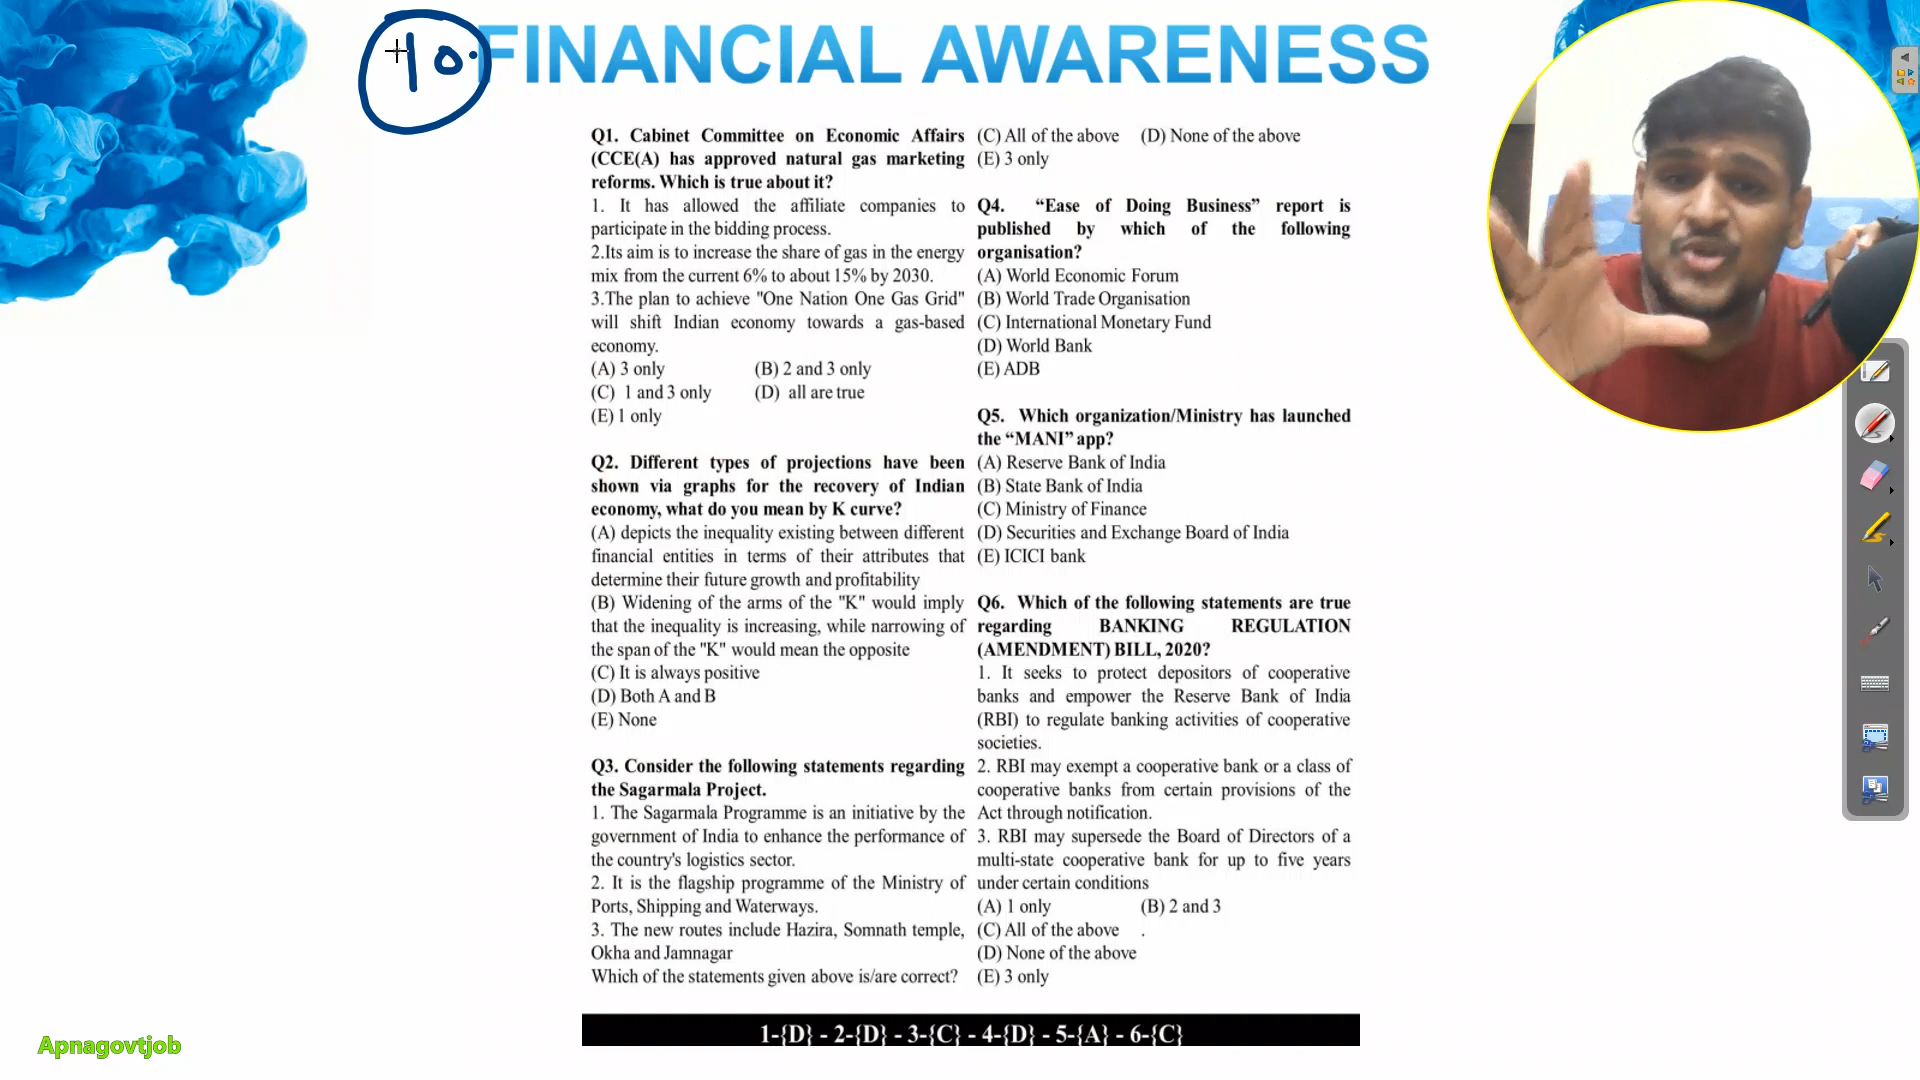 40.
FINANCIAL AWARENESS
Q1. Cabinet Committee on Economic Affairs
(CCE(A) has approved natural gas marketing
reforms. Which is true about it?
1. It has allowed the affiliate companies to
participate in the bidding process.
2.Its aim is to increase the share of gas in the energy
mix from the current 6% to about 15% by 2030.
3.The plan to achieve "One Nation One Gas Grid"
will shift Indian economy towards a gas-based
economy.
(A) 3 only (B) 2 and 3 only
(C) 1 and 3 only (D) all are true
(E) 1 only
Q2. Different types of projections have been
shown via graphs for the recovery of Indian
economy, what do you mean by K curve?
(A) depicts the inequality existing between different
financial entities in terms of their attributes that
determine their future growth and profitability
(B) Widening of the arms of the "K" would imply
that the inequality is increasing, while narrowing of
the span of the "K" would mean the opposite
(C) It is always positive
(D) Both A and B
(E) None
Q3. Consider the following statements regarding
the Sagarmala Project.
1. The Sagarmala Programme is an initiative by the
government of India to enhance the performance of
the country's logistics sector.
2. It is the flagship programme of the Ministry of
Ports, Shipping and Waterways.
3. The new routes include Hazira, Somnath temple,
Okha and Jamnagar
Which of the statements given above is/are correct?
(C) All of the above (D) None of the above
(E) 3 only
Q4. “Ease of Doing Business” report is
published by which of the following
organisation?
(A) World Economic Forum
(B) World Trade Organisation
(C) International Monetary Fund
(D) World Bank
(E) ADB
Q5. Which organization/Ministry has launched
the “MANI” app?
(A) Reserve Bank of India
(B) State Bank of India
(C) Ministry of Finance
(D) Securities and Exchange Board of India
(E) ICICI bank
Q6. Which of the following statements are true
regarding BANKING REGULATION
(AMENDMENT) BILL, 2020?
1. It seeks to protect depositors of cooperative
banks and empower the Reserve Bank of India
(RBI) to regulate banking activities of cooperative
societies.
2. RBI may exempt a cooperative bank or a class of
cooperative banks from certain provisions of the
Act through notification.
3. RBI may supersede the Board of Directors of a
multi-state cooperative bank for up to five years
under certain conditions
(A) 1 only (B) 2 and 3
(C) All of the above .
(D) None of the above
(E) 3 only
1-{D} - 2-{D} - 3-{C} - 4-{D} - 5-{A} - 6-{C}
Apnagovtjob